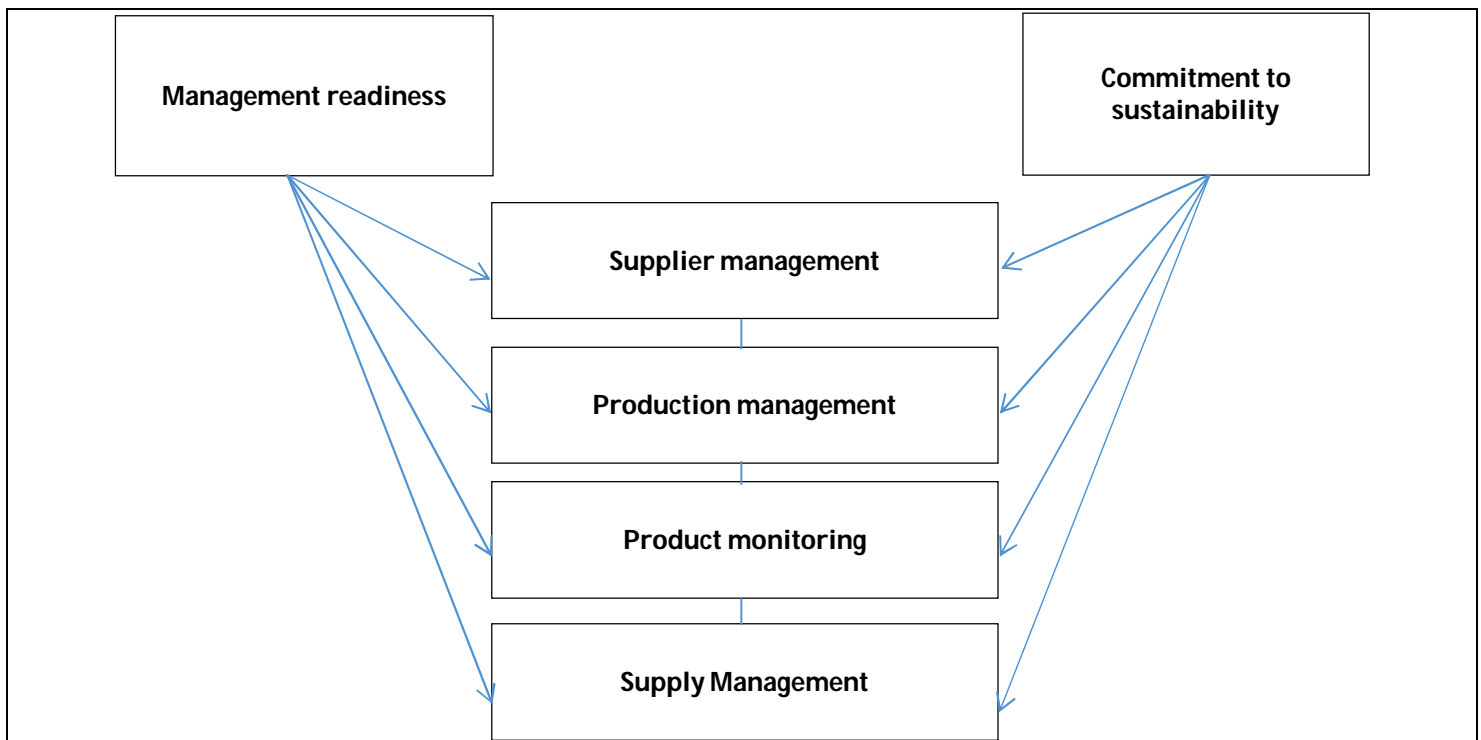 Management readiness
Commitment to
sustainability
Supplier management
Production management
Product monitoring
Supply Management